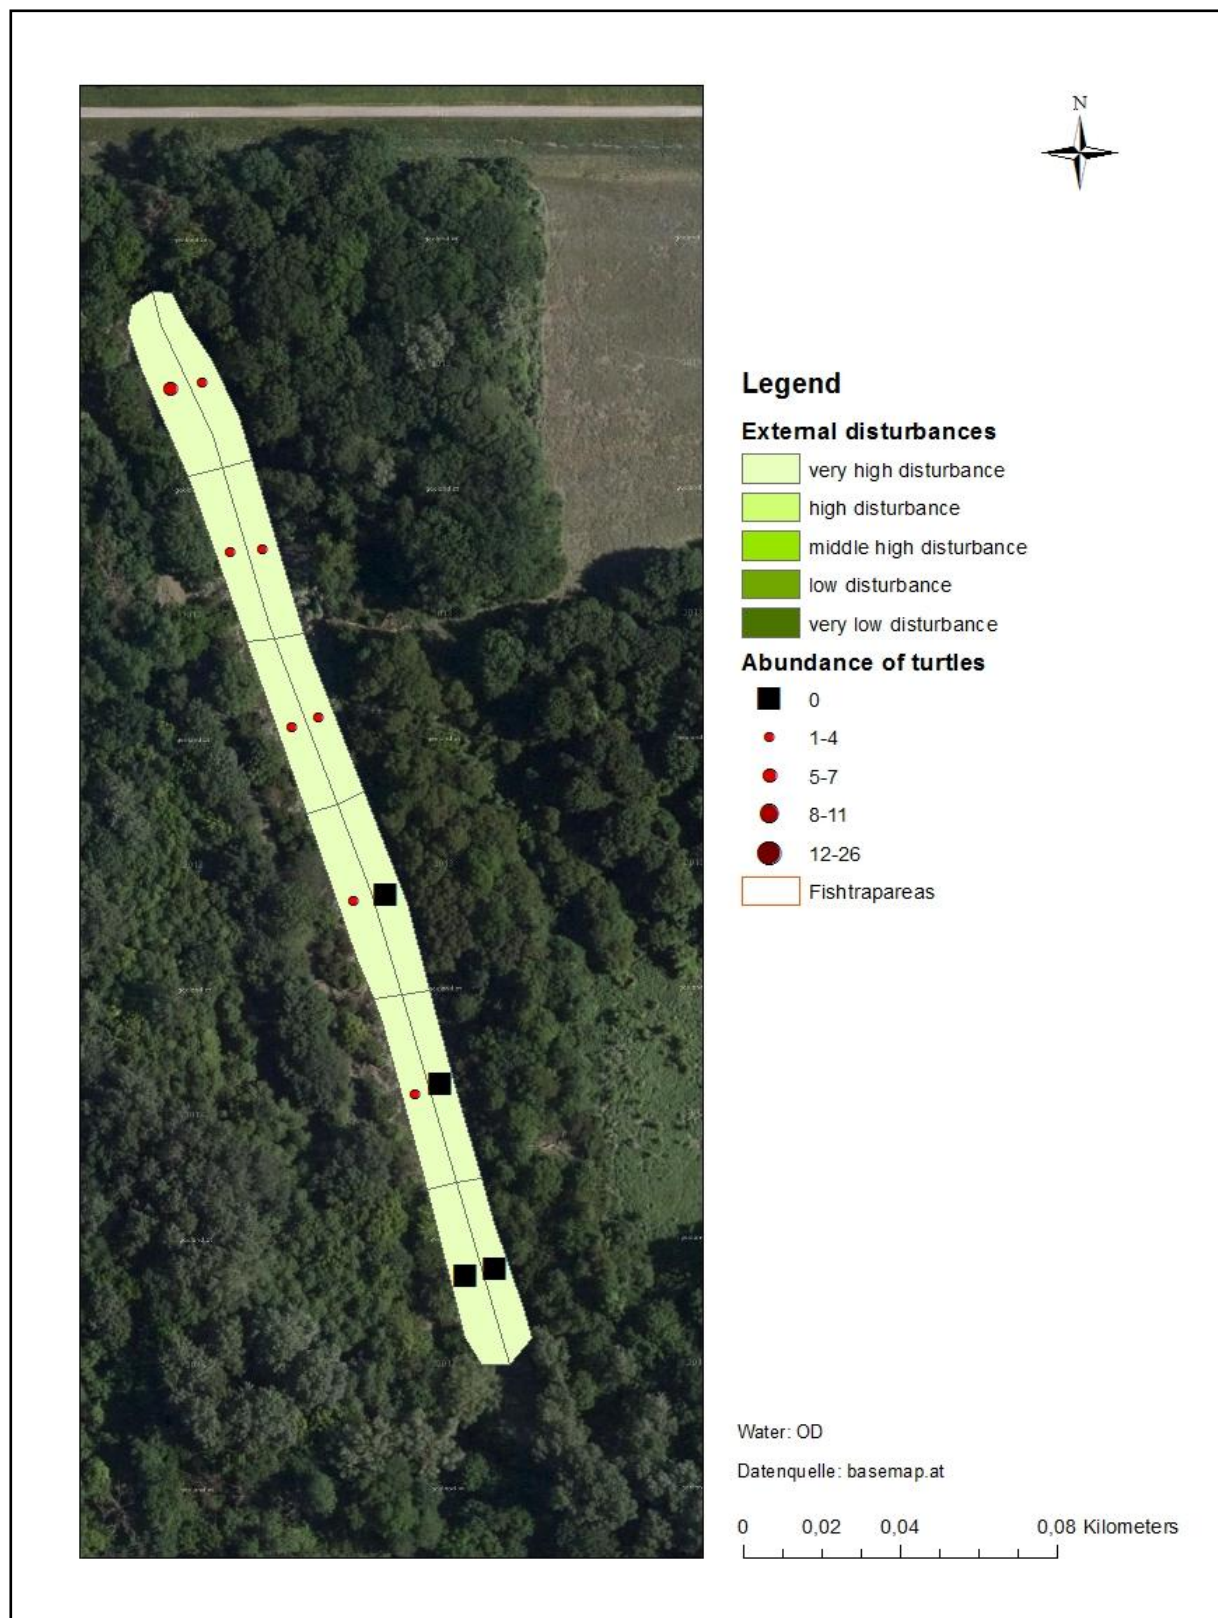 N
Legend
External disturbances
very high disturbance
high disturbance
middle high disturbance
low disturbance
very low disturbance
Abundance of turtles
0
1-4
5-7
8-11
12-26
Fishtrapareas
Water: OD
Datenquelle: basemap.at
0 0,02 0,04 0,08 Kilometers